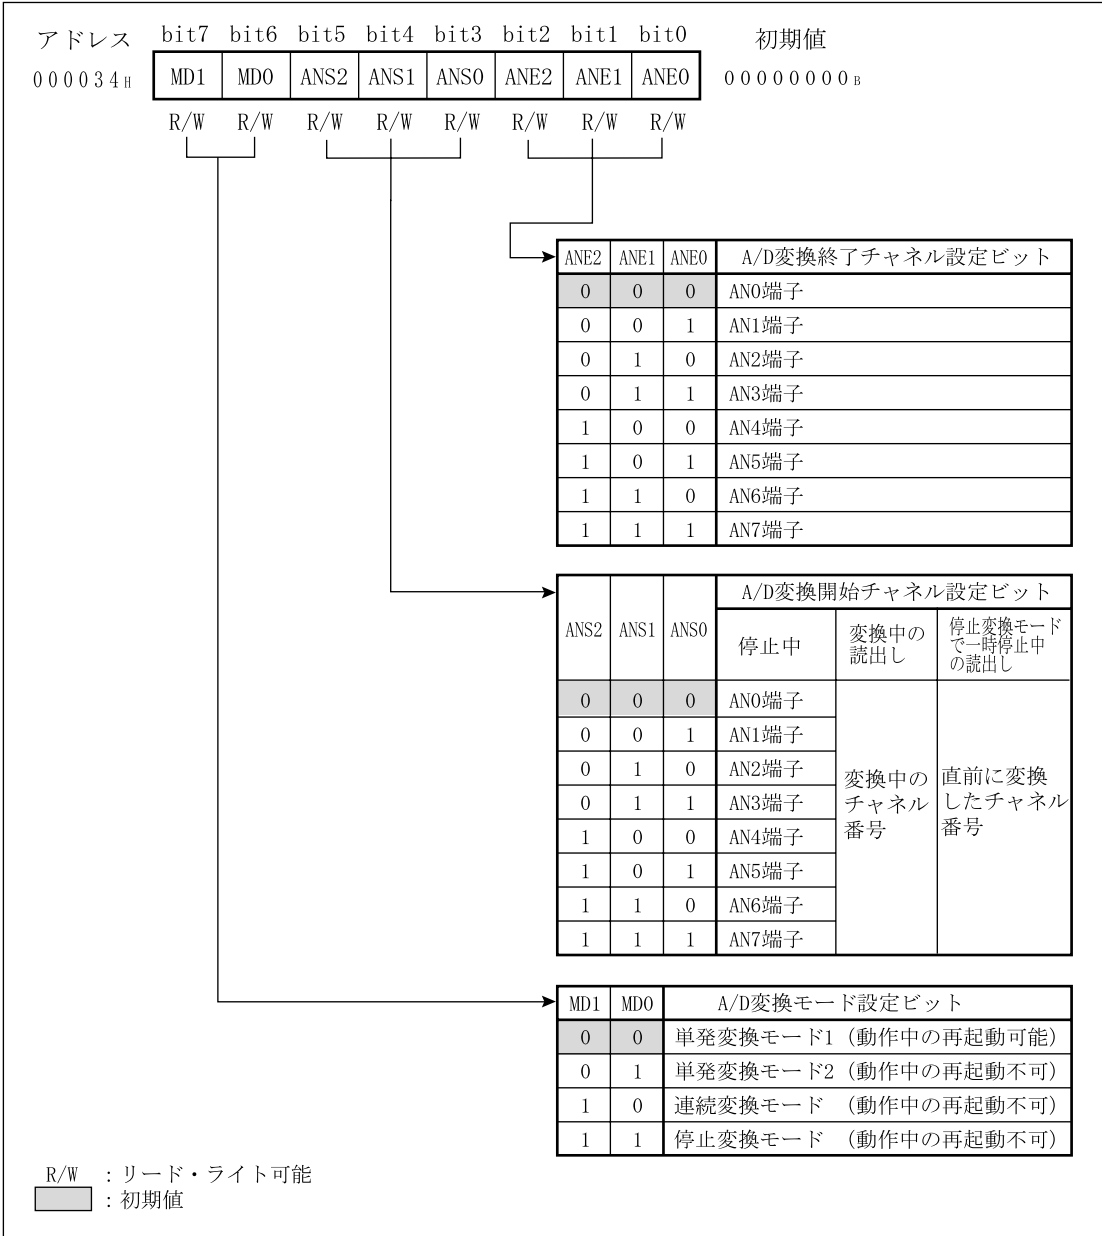 アドレス bit7 bit6 bit5 bit4 bit3 bit2 bit1 bit0 初期値
000034H MD1 MD0 ANS2 ANS1 ANS0 ANE2 ANE1 ANE0 00000000B
R/W R/W R/W R/W R/W R/W R/W R/W
ANE2 ANE1 ANE0 A/D変換終了チャネル設定ビット
0 0 0 AN0端子
0 0 1 AN1端子
0 1 0 AN2端子
0 1 1 AN3端子
1 0 0 AN4端子
1 0 1 AN5端子
1 1 0 AN6端子
1 1 1 AN7端子
ANS2 ANS1 ANS0 A/D変換開始チャネル設定ビット
停止中
変換中の
読出し
停止変換モード
で一時停止中
の読出し
0 0 0 AN0端子
0 0 1 AN1端子
0 1 0 AN2端子
0 1 1 AN3端子
1 0 0 AN4端子
1 0 1 AN5端子
1 1 0 AN6端子
1 1 1 AN7端子
変換中の
チャネル
番号
直前に変換
したチャネル
番号
MD1 MD0 A/D変換モード設定ビット
0 0 単発変換モード1 (動作中の再起動可能)
0 1 単発変換モード2 (動作中の再起動不可)
1 0 連続変換モード (動作中の再起動不可)
1 1 停止変換モード (動作中の再起動不可)
R/W :リード・ライト可能
:初期値